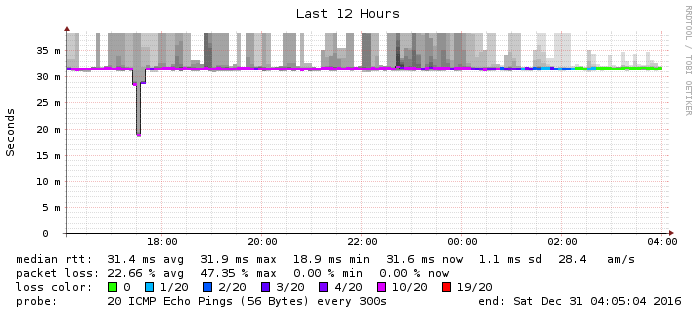 Last 12 Hours
RRDTOOL / TOBI OETIKER
Seconds
35 m
30 m
25 m
20 m
15 m
10 m
5 m
0
18:00 20:00 22:00 00:00 02:00 04:00
median rtt: 31.4 ms avg 31.9 ms max 18.9 ms min 31.6 ms now 1.1 ms sd 28.4 am/s
packet loss: 22.66 % avg 47.35 % max 0.00 % min 0.00 % now
loss color: 0 1/20 2/20 3/20 4/20 10/20 19/20
probe: 20 ICMP Echo Pings (56 Bytes) every 300s end: Sat Dec 31 04:05:04 2016